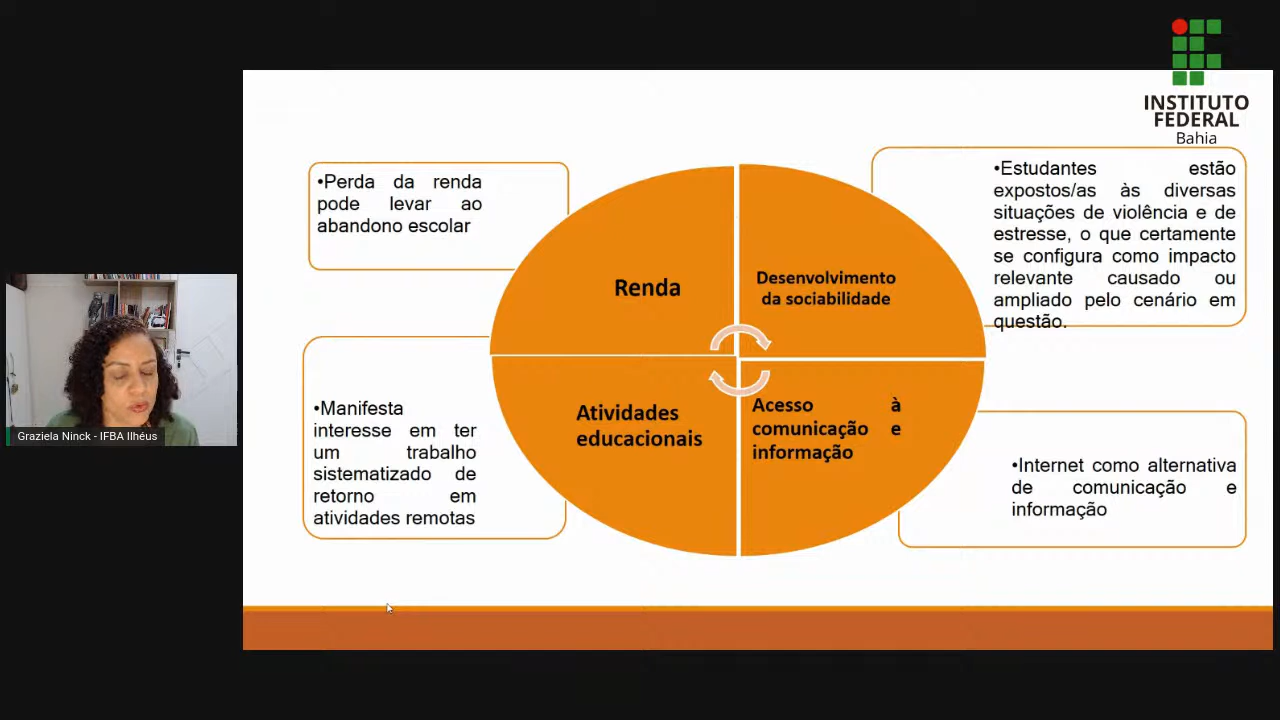 INSTITUTO
FEDERAL
Bahia
•Perda da renda
pode levar ao
abandono escolar
•Estudantes estão
expostos/as às diversas
situações de violência e de
estresse, o que certamente
se configura como impacto
relevante causado ou
ampliado pelo cenário em
questão.
Renda
Desenvolvimento
da sociabilidade
Atividades
educacionais
Acesso à
comunicação e
informação
•Manifesta
interesse em ter
um trabalho
sistematizado de
retorno em
atividades remotas
•Internet como alternativa
de comunicação e
informação
Graziela Ninck - IFBA Ilhéus